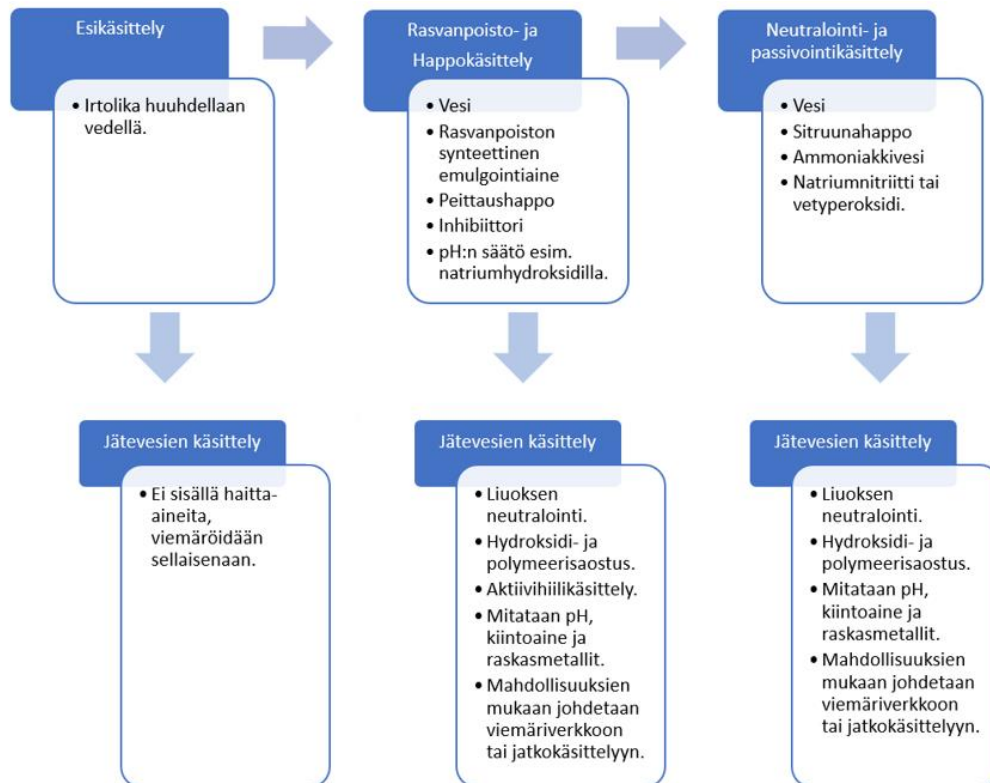 Esikäsittely
• Irtolika huuhdellaan
vedellä.
Rasvanpoisto- ja
Happokäsittely
• Vesi
• Rasvanpoiston
synteettinen
emulgointiaine
• Peittaushappo
• Inhibiittori
• pH:n säätö esim.
natriumhydroksidilla.
Neutralointi- ja
passivointikäsittely
• Vesi
• Sitruunahappo
• Ammoniakkivesi
• Natriumnitriitti tai
vetyperoksidi.
Jätevesien käsittely
• Ei sisällä haitta-
aineita,
viemäröidään
sellaisenaan.
Jätevesien käsittely
• Liuoksen
neutralointi.
• Hydroksidi- ja
polymeerisaostus.
• Aktiivihiilikäsittely.
• Mitataan pH,
kiintoaine ja
raskasmetallit.
• Mahdollisuuksien
mukaan johdetaan
viemäriverkkoon
tai jatkokäsittelyyn.
Jätevesien käsittely
• Liuoksen
neutralointi.
• Hydroksidi- ja
polymeerisaostus.
• Mitataan pH,
kiintoaine ja
raskasmetallit.
• Mahdollisuuksien
mukaan johdetaan
viemäriverkkoon
tai jatkokäsittelyyn.